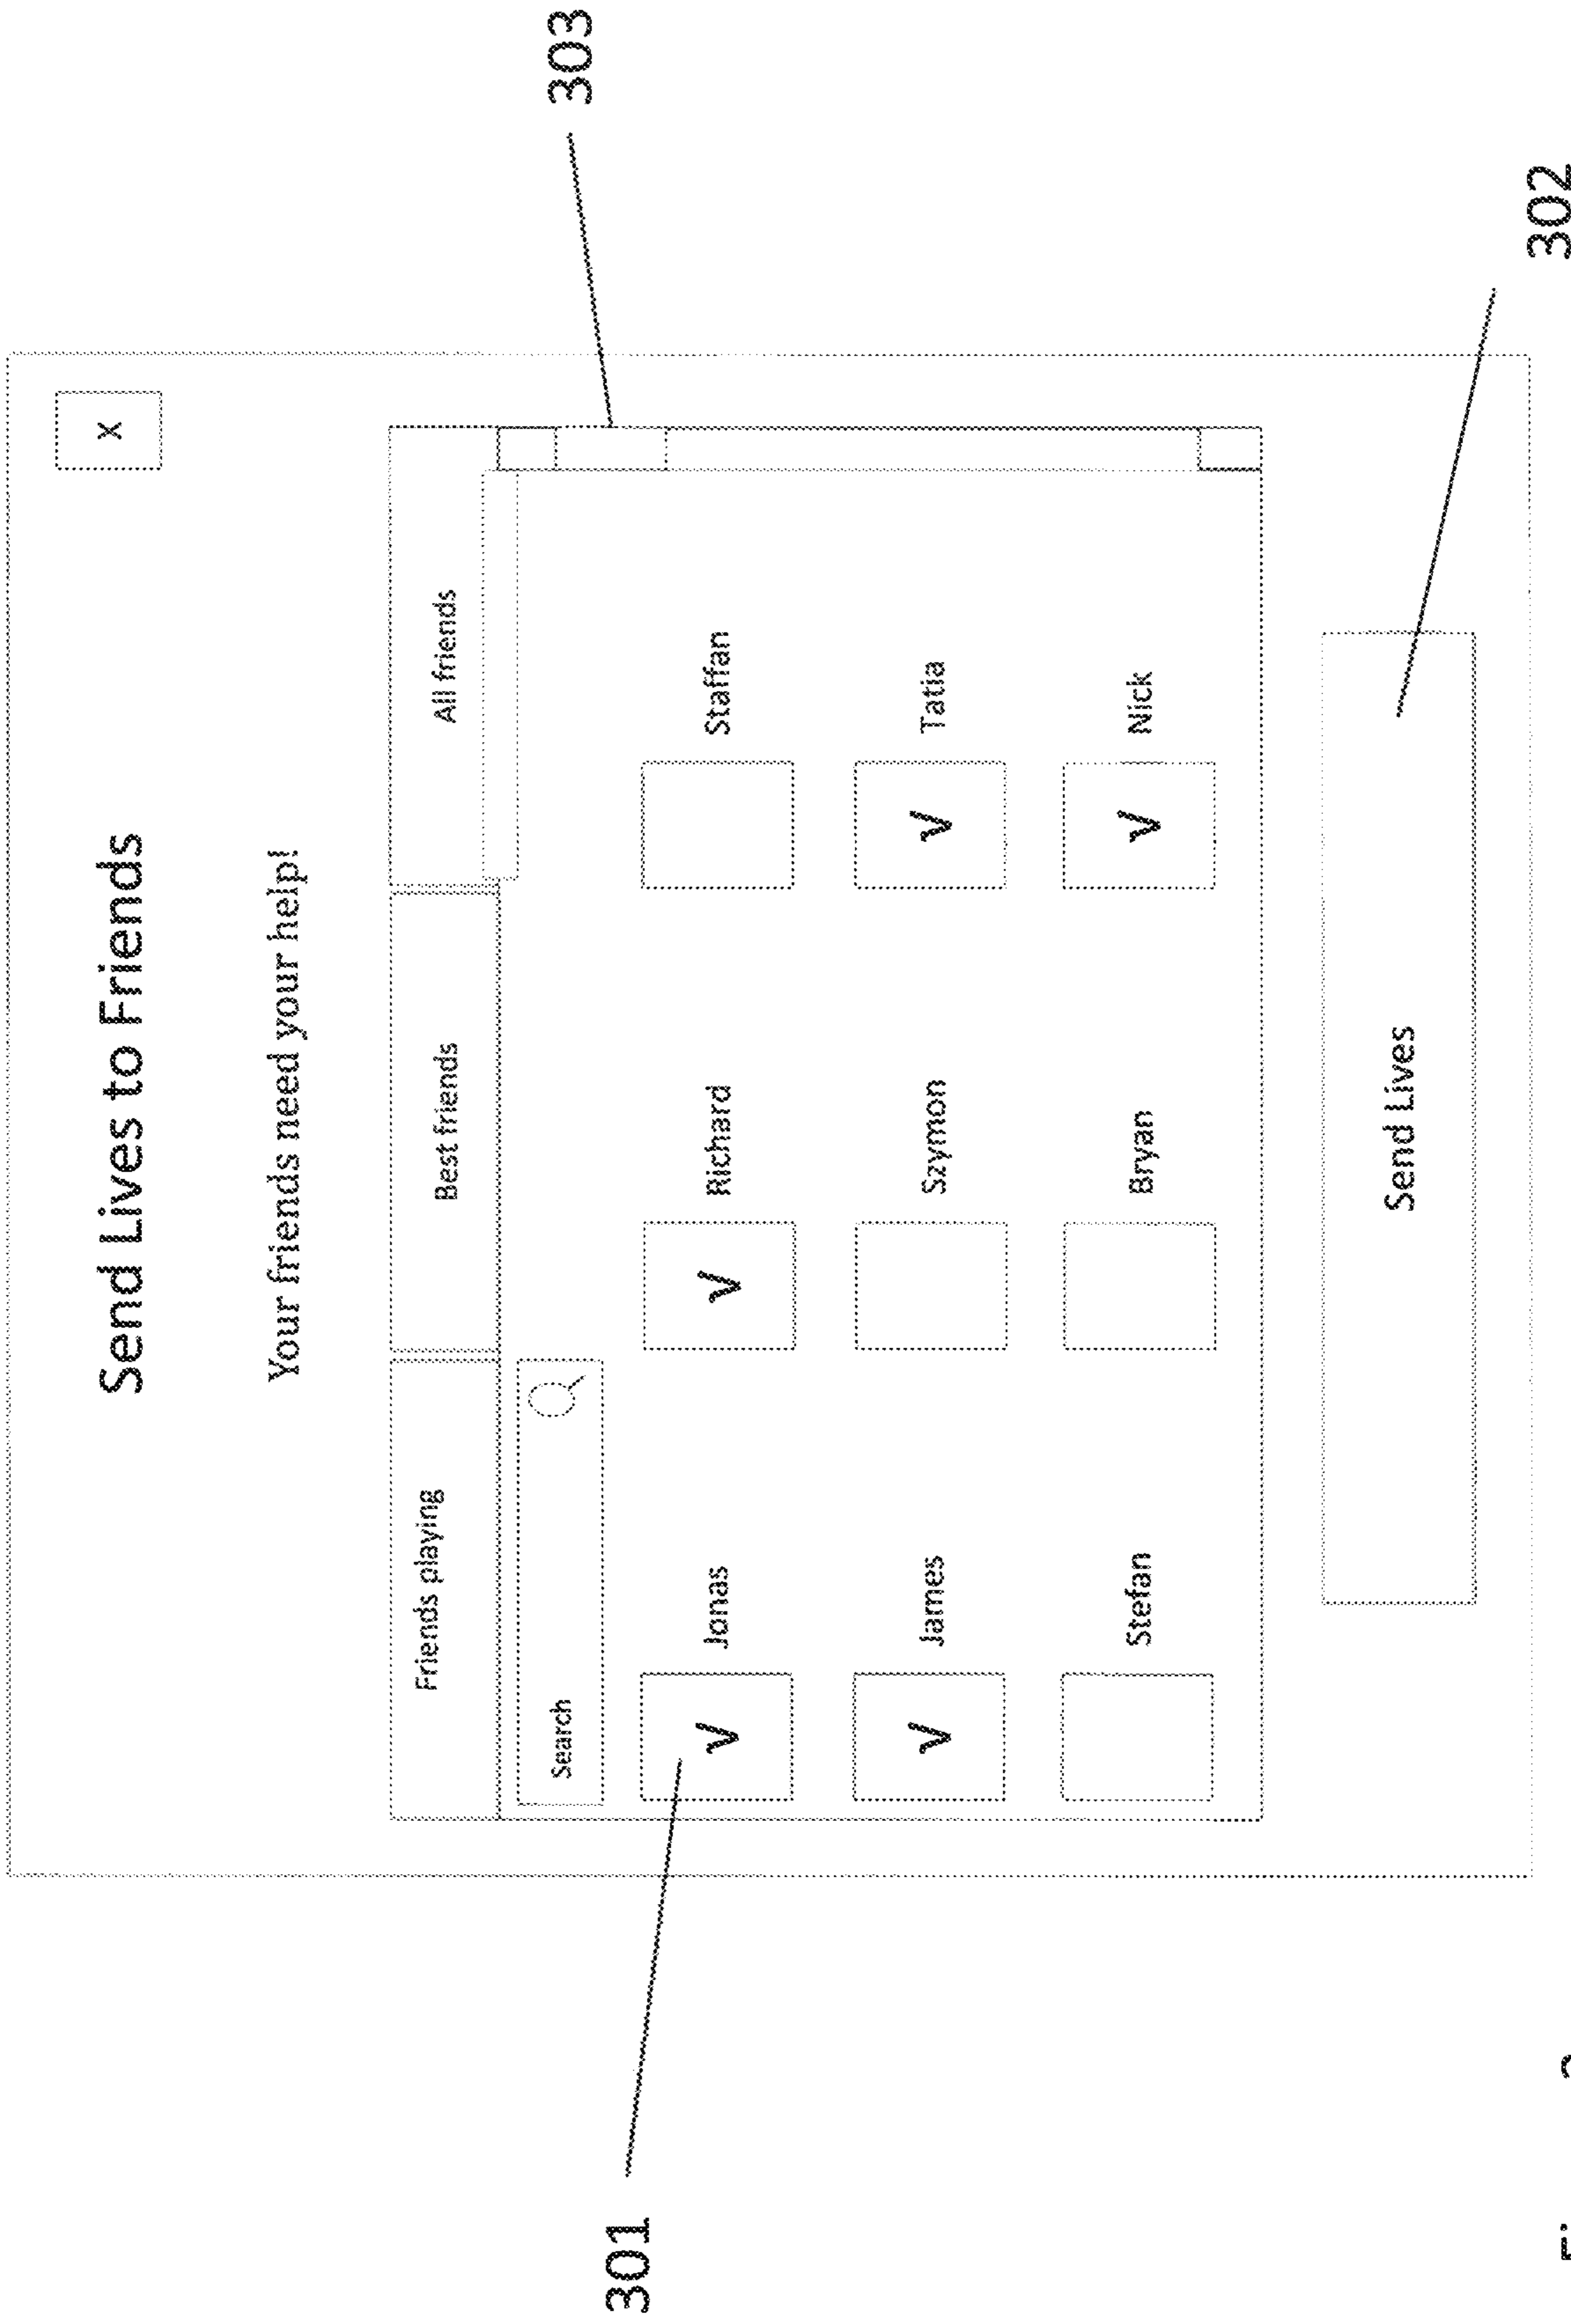 Send Lives to Friends
X
Your friends need your help!
Friends playing Best friends All friends
303
Search
301
√ Jonas √ Richard Staffan
√ James Szymon √ Tatia
Stefan Bryan √ Nick
Send Lives
302